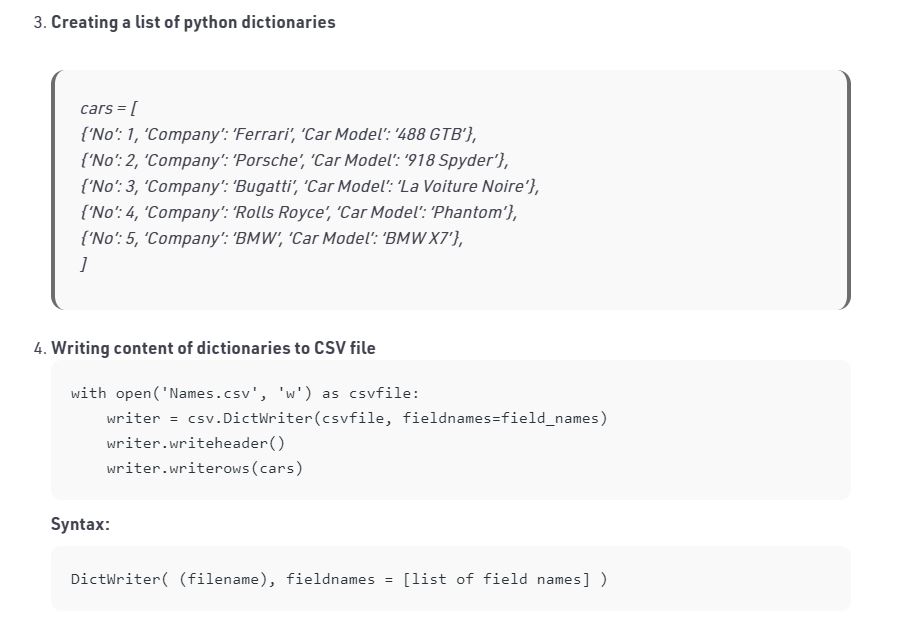 3. Creating a list of python dictionaries
cars = [
{‘No’: 1, ‘Company’: ‘Ferrari’, ‘Car Model’: ‘488 GTB’},
{‘No’: 2, ‘Company’: ‘Porsche’, ‘Car Model’: ‘918 Spyder’},
{‘No’: 3, ‘Company’: ‘Bugatti’, ‘Car Model’: ‘La Voiture Noire’},
{‘No’: 4, ‘Company’: ‘Rolls Royce’, ‘Car Model’: ‘Phantom’},
{‘No’: 5, ‘Company’: ‘BMW’, ‘Car Model’: ‘BMW X7’},
]
4. Writing content of dictionaries to CSV file
with open('Names.csv', 'w') as csvfile:
    writer = csv.DictWriter(csvfile, fieldnames=field_names)
    writer.writeheader()
    writer.writerows(cars)
Syntax:
DictWriter( (filename), fieldnames = [list of field names] )